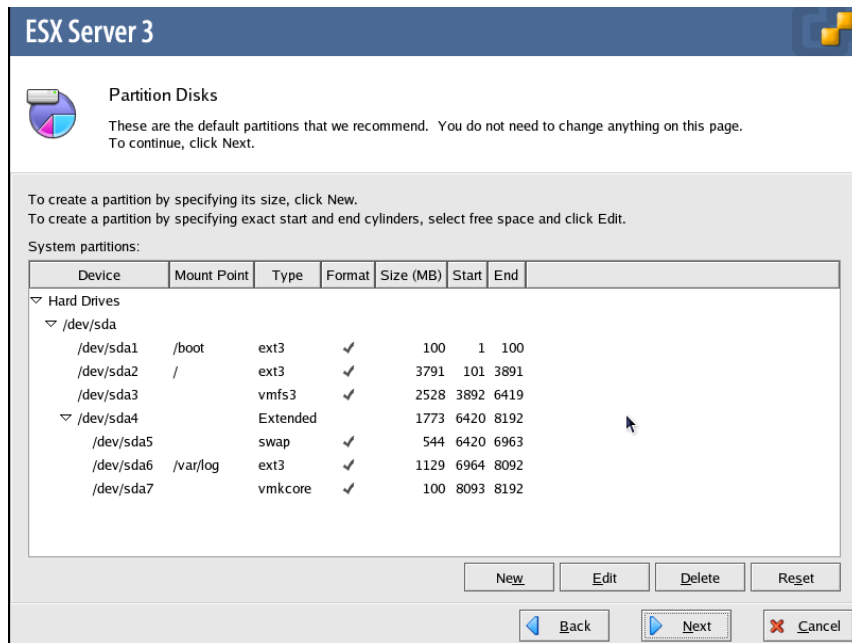 ESX Server 3
Partition Disks
These are the default partitions that we recommend. You do not need to change anything on this page.
To continue, click Next.
To create a partition by specifying its size, click New.
To create a partition by specifying exact start and end cylinders, select free space and click Edit.
System partitions:
Device Mount Point Type Format Size (MB) Start End
Hard Drives
/dev/sda
/dev/sda1 /boot ext3 100 1 100
/dev/sda2 / ext3 3791 101 3891
/dev/sda3 vmfs3 2528 3892 6419
/dev/sda4 Extended 1773 6420 8192
/dev/sda5 swap 544 6420 6963
/dev/sda6 /var/log ext3 1129 6964 8092
/dev/sda7 vmkcore 100 8093 8192
New Edit Delete Reset
Back Next Cancel